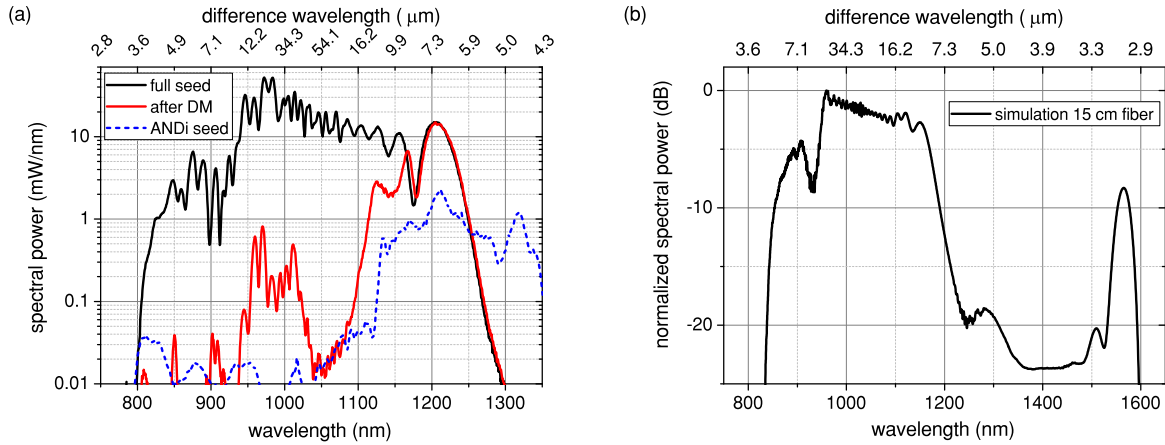 (a)
difference wavelength ( μm)
2.8 3.6 4.9 7.1 12.2 34.3 54.1 16.2 9.9 7.3 5.9 5.0 4.3
full seed
after DM
ANDi seed
spectral power (mW/nm)
10
1
0.1
0.01
800 900 1000 1100 1200 1300
wavelength (nm)
(b)
difference wavelength ( μm)
3.6 7.1 34.3 16.2 7.3 5.0 3.9 3.3 2.9
simulation 15 cm fiber
normalized spectral power (dB)
0
-10
-20
800 1000 1200 1400 1600
wavelength (nm)